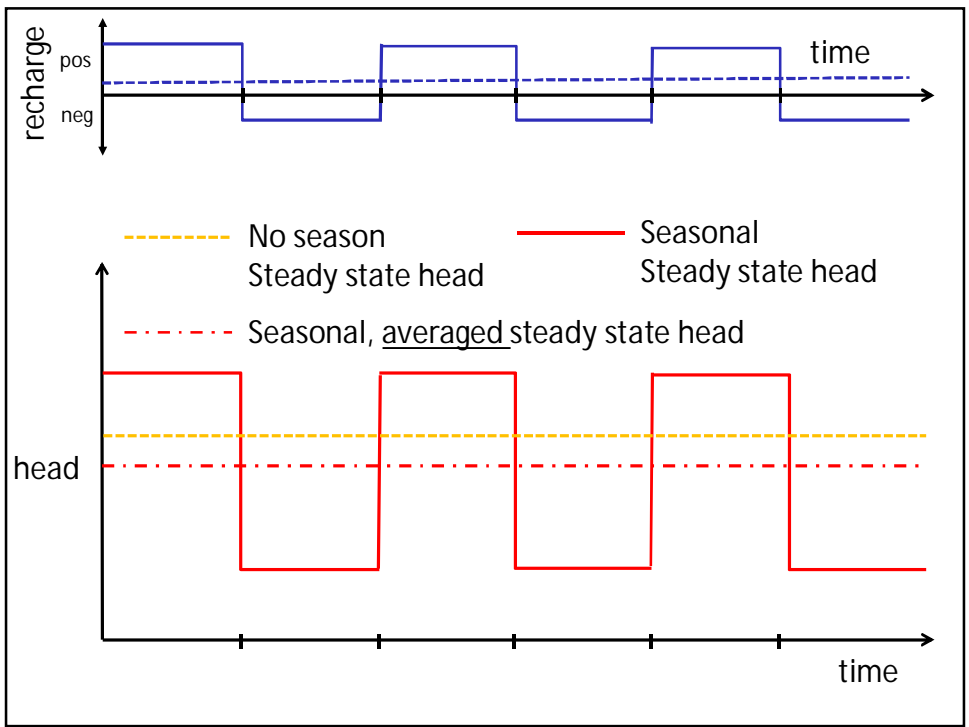 recharge
pos
neg
time
No season
Steady state head
Seasonal
Steady state head
Seasonal, averaged steady state head
head
time